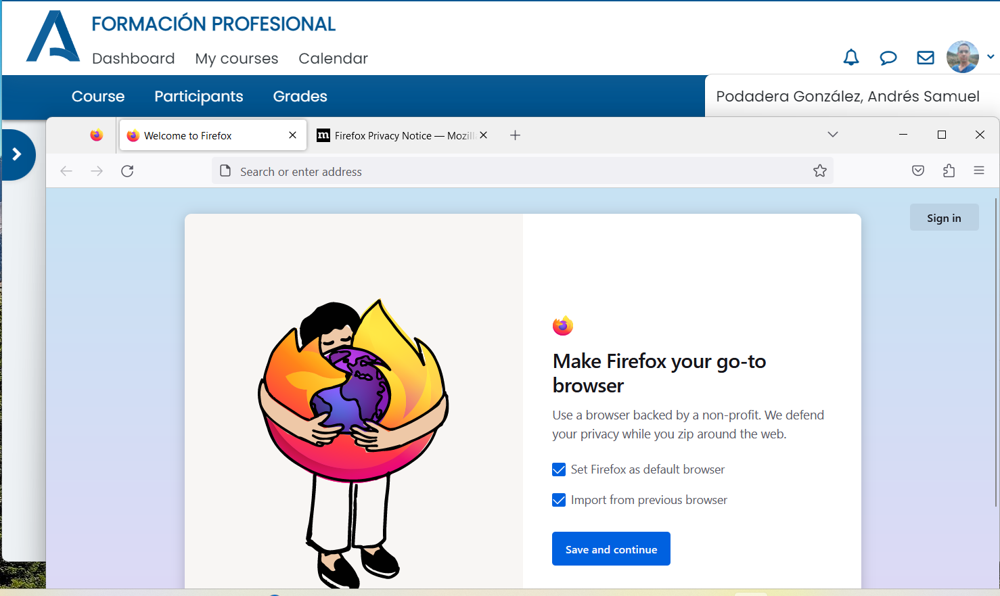 FORMACIÓN PROFESIONAL
Dashboard My courses Calendar
Course Participants Grades
Podadera González, Andrés Samuel
Welcome to Firefox
m Firefox Privacy Notice — Mozill
Search or enter address
Sign in
Make Firefox your go-to
browser
Use a browser backed by a non-profit. We defend
your privacy while you zip around the web.
Set Firefox as default browser
Import from previous browser
Save and continue